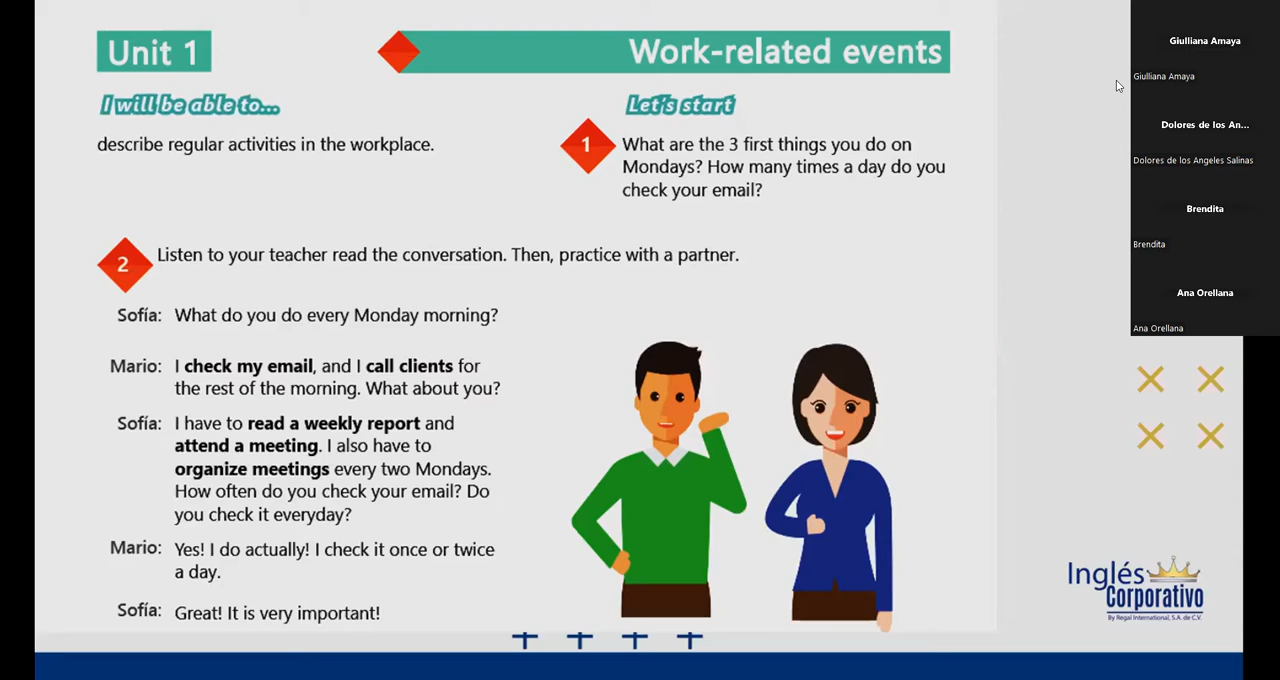 Unit 1
Work-related events
I will be able to...
describe regular activities in the workplace.
Let's start
1
What are the 3 first things you do on
Mondays? How many times a day do you
check your email?
2
Listen to your teacher read the conversation. Then, practice with a partner.
Sofía: What do you do every Monday morning?
Mario: I check my email, and I call clients for
the rest of the morning. What about you?
Sofía: I have to read a weekly report and
attend a meeting. I also have to
organize meetings every two Mondays.
How often do you check your email? Do
you check it everyday?
Mario: Yes! I do actually! I check it once or twice
a day.
Sofía: Great! It is very important!
Giulliana Amaya
Giulliana Amaya
Dolores de los An...
Dolores de los Angeles Salinas
Brendita
Brendita
Ana Orellana
Ana Orellana
Inglés
Corporativo
By Regal International, S.A. de C.V.